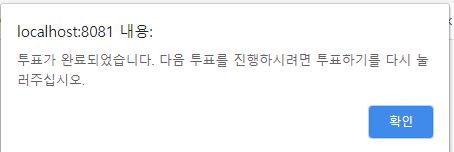 localhost:8081 내용:
투표가 완료되었습니다. 다음 투표를 진행하시려면 투표하기를 다시 눌
러주십시오.
확인